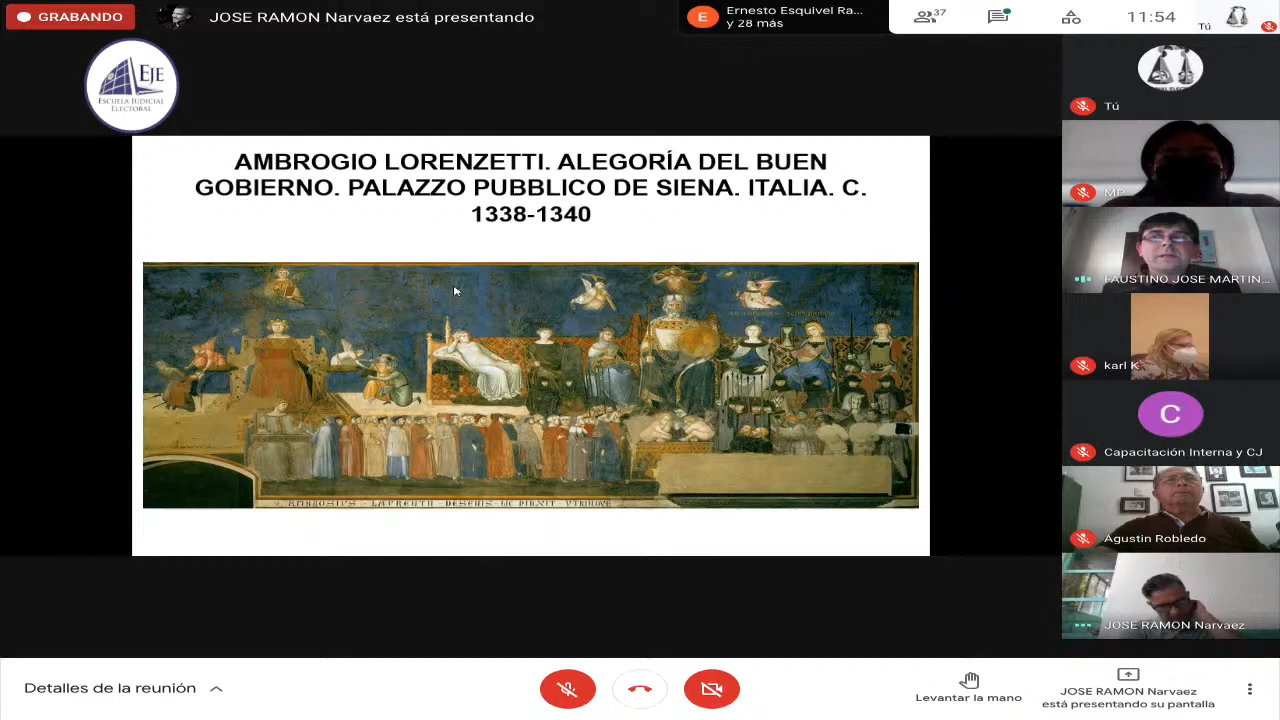 GRABANDO
JOSE RAMON Narvaez está presentando
E
Ernesto Esquivel Ra...
y 28 más
37
11:54
Tú
EJE
ESCUELA JUDICIAL
ELECTORAL
AMBROGIO LORENZETTI. ALEGORÍA DEL BUEN
GOBIERNO. PALAZZO PUBBLICO DE SIENA. ITALIA. C.
1338-1340
Tú
MP
FAUSTINO JOSE MARTIN...
karl K
C
Capacitación Interna y CJ
Agustin Robledo
JOSE RAMON Narvaez
Detalles de la reunión
Levantar la mano
JOSE RAMON Narvaez
está presentando su pantalla